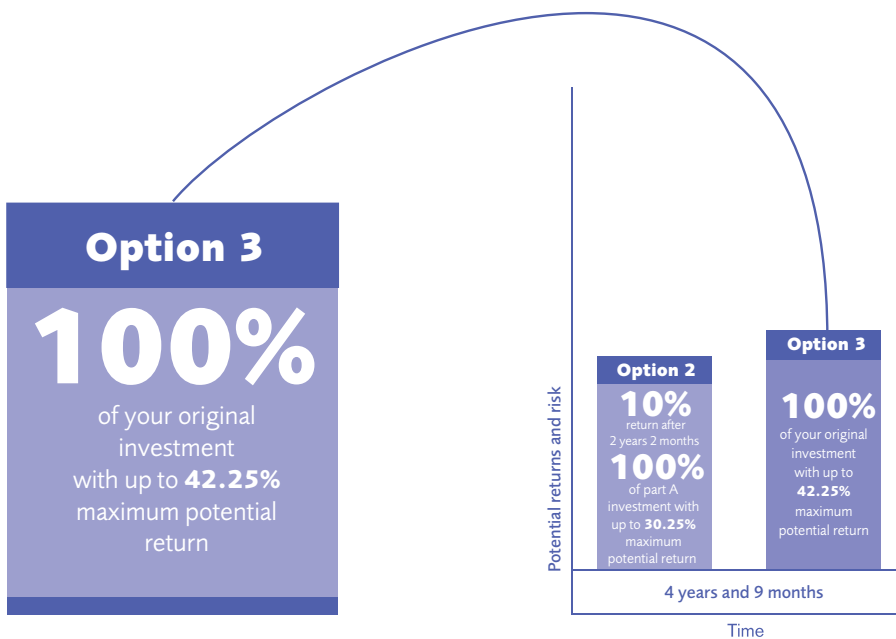 Option 3
100%
of your original
investment
with up to 42.25%
maximum potential
return
Potential returns and risk
Option 2
10%
return after
2 years 2 months
100%
of part A
investment with
up to 30.25%
maximum
potential return
Option 3
100%
of your original
investment
with up to
42.25%
maximum
potential return
4 years and 9 months
Time